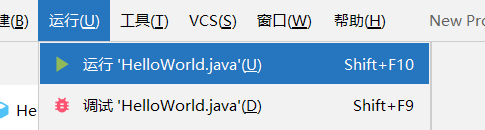 建(B) 运行(U) 工具(T) VCS(S) 窗口(W) 帮助(H) New Pro
运行 'HelloWorld.java'(U) Shift+F10
He
调试 'HelloWorld.java'(D) Shift+F9